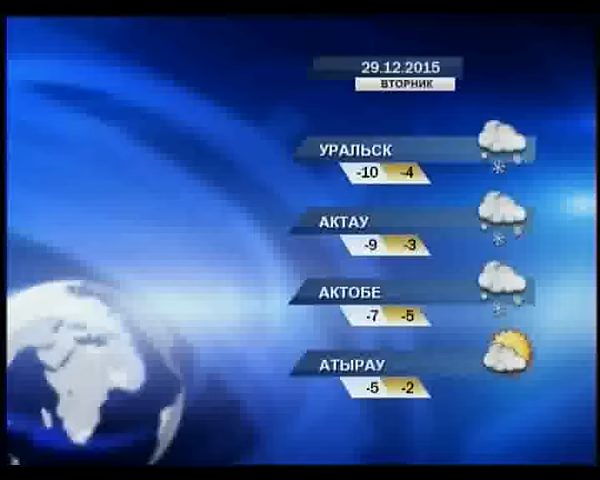 29.12.2015
ВТОРНИК
УРАЛЬСК
-10 -4
АКТАУ
-9 -3
АКТОБЕ
-7 -5
АТЫРАУ
-5 -2